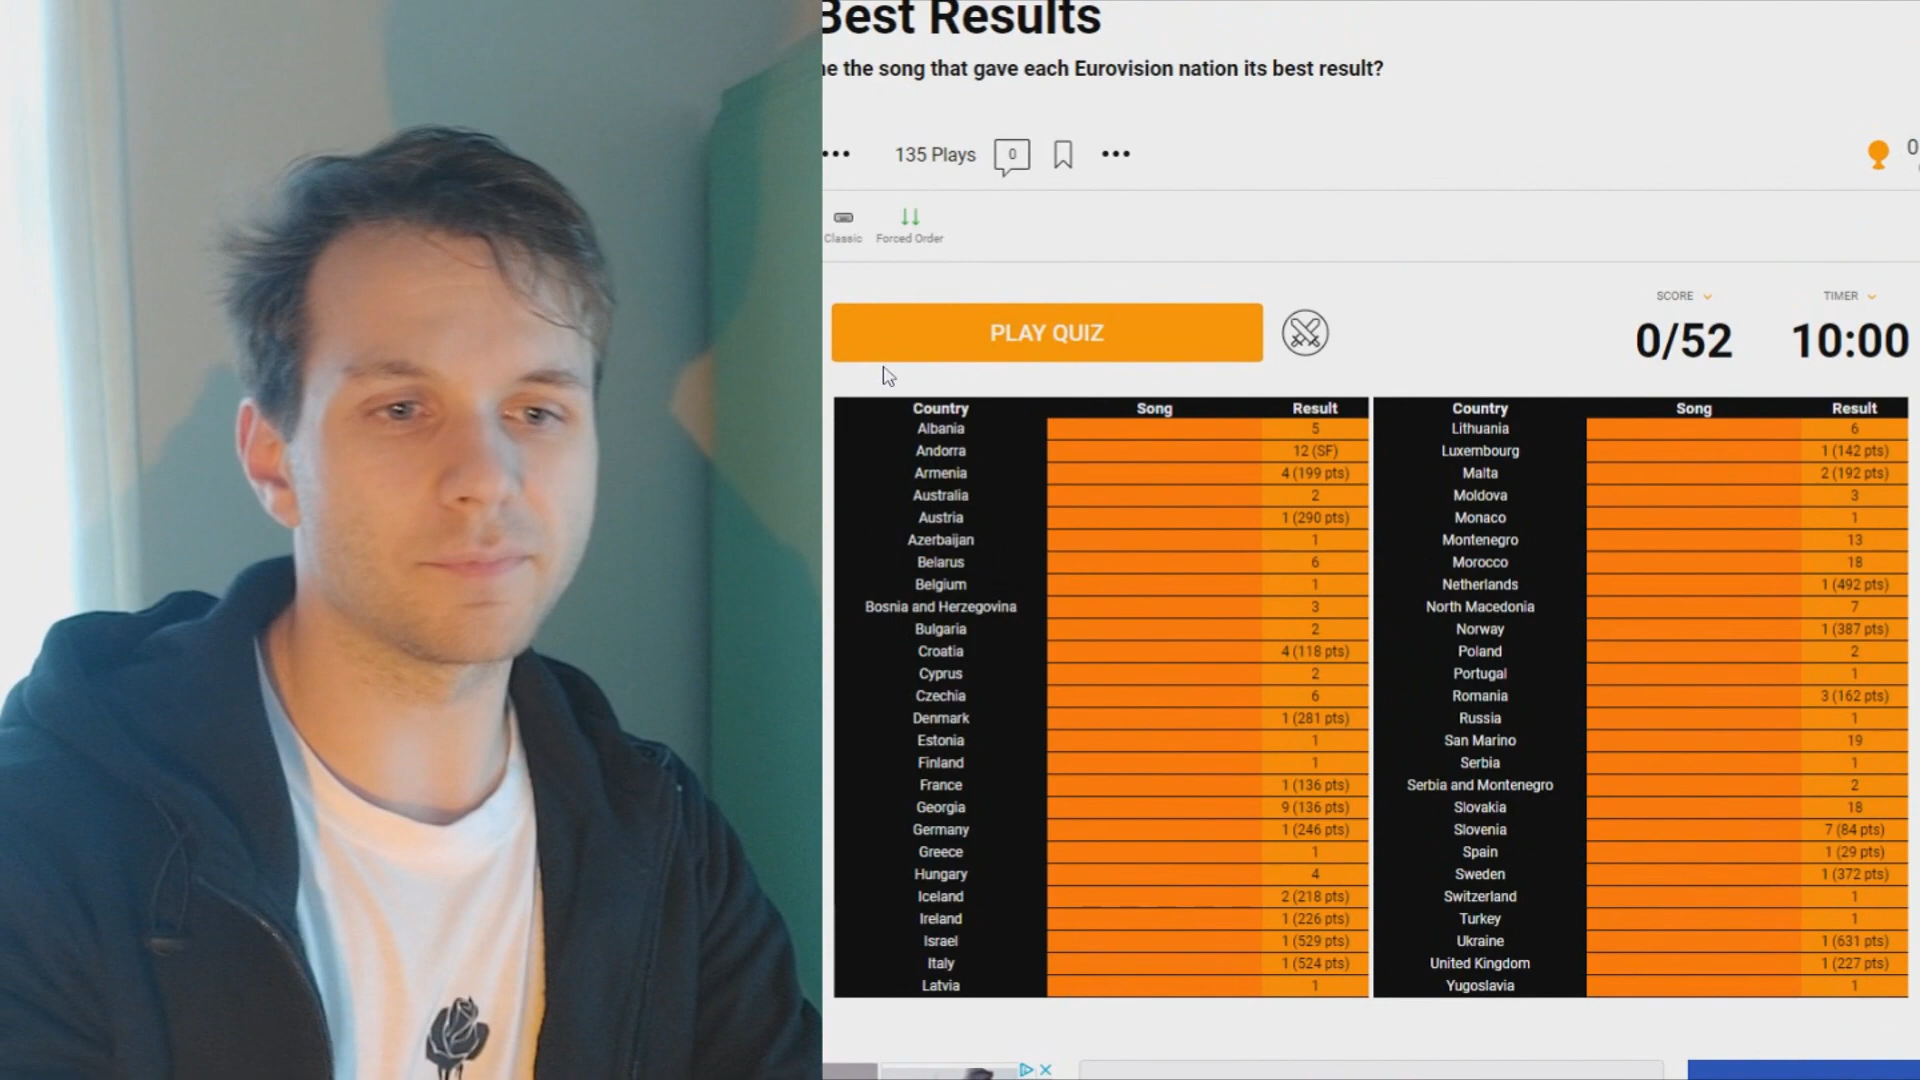 Best Results
the song that gave each Eurovision nation its best result?
135 Plays
0
0
Classic
Forced Order
SCORE
TIMER
PLAY QUIZ
0/52
10:00
Country Song Result
Albania 5
Andorra 12 (SF)
Armenia 4 (199 pts)
Australia 2
Austria 1 (290 pts)
Azerbaijan 1
Belarus 6
Belgium 1
Bosnia and Herzegovina 3
Bulgaria 2
Croatia 4 (118 pts)
Cyprus 2
Czechia 6
Denmark 1 (281 pts)
Estonia 1
Finland 1
France 1 (136 pts)
Georgia 9 (136 pts)
Germany 1 (246 pts)
Greece 1
Hungary 4
Iceland 2 (218 pts)
Ireland 1 (226 pts)
Israel 1 (529 pts)
Italy 1 (524 pts)
Latvia 1
Country Song Result
Lithuania 6
Luxembourg 1 (142 pts)
Malta 2 (192 pts)
Moldova 3
Monaco 1
Montenegro 13
Morocco 18
Netherlands 1 (492 pts)
North Macedonia 7
Norway 1 (387 pts)
Poland 2
Portugal 1
Romania 3 (162 pts)
Russia 1
San Marino 19
Serbia 1
Serbia and Montenegro 2
Slovakia 18
Slovenia 7 (84 pts)
Spain 1 (29 pts)
Sweden 1 (372 pts)
Switzerland 1
Turkey 1
Ukraine 1 (631 pts)
United Kingdom 1 (227 pts)
Yugoslavia 1